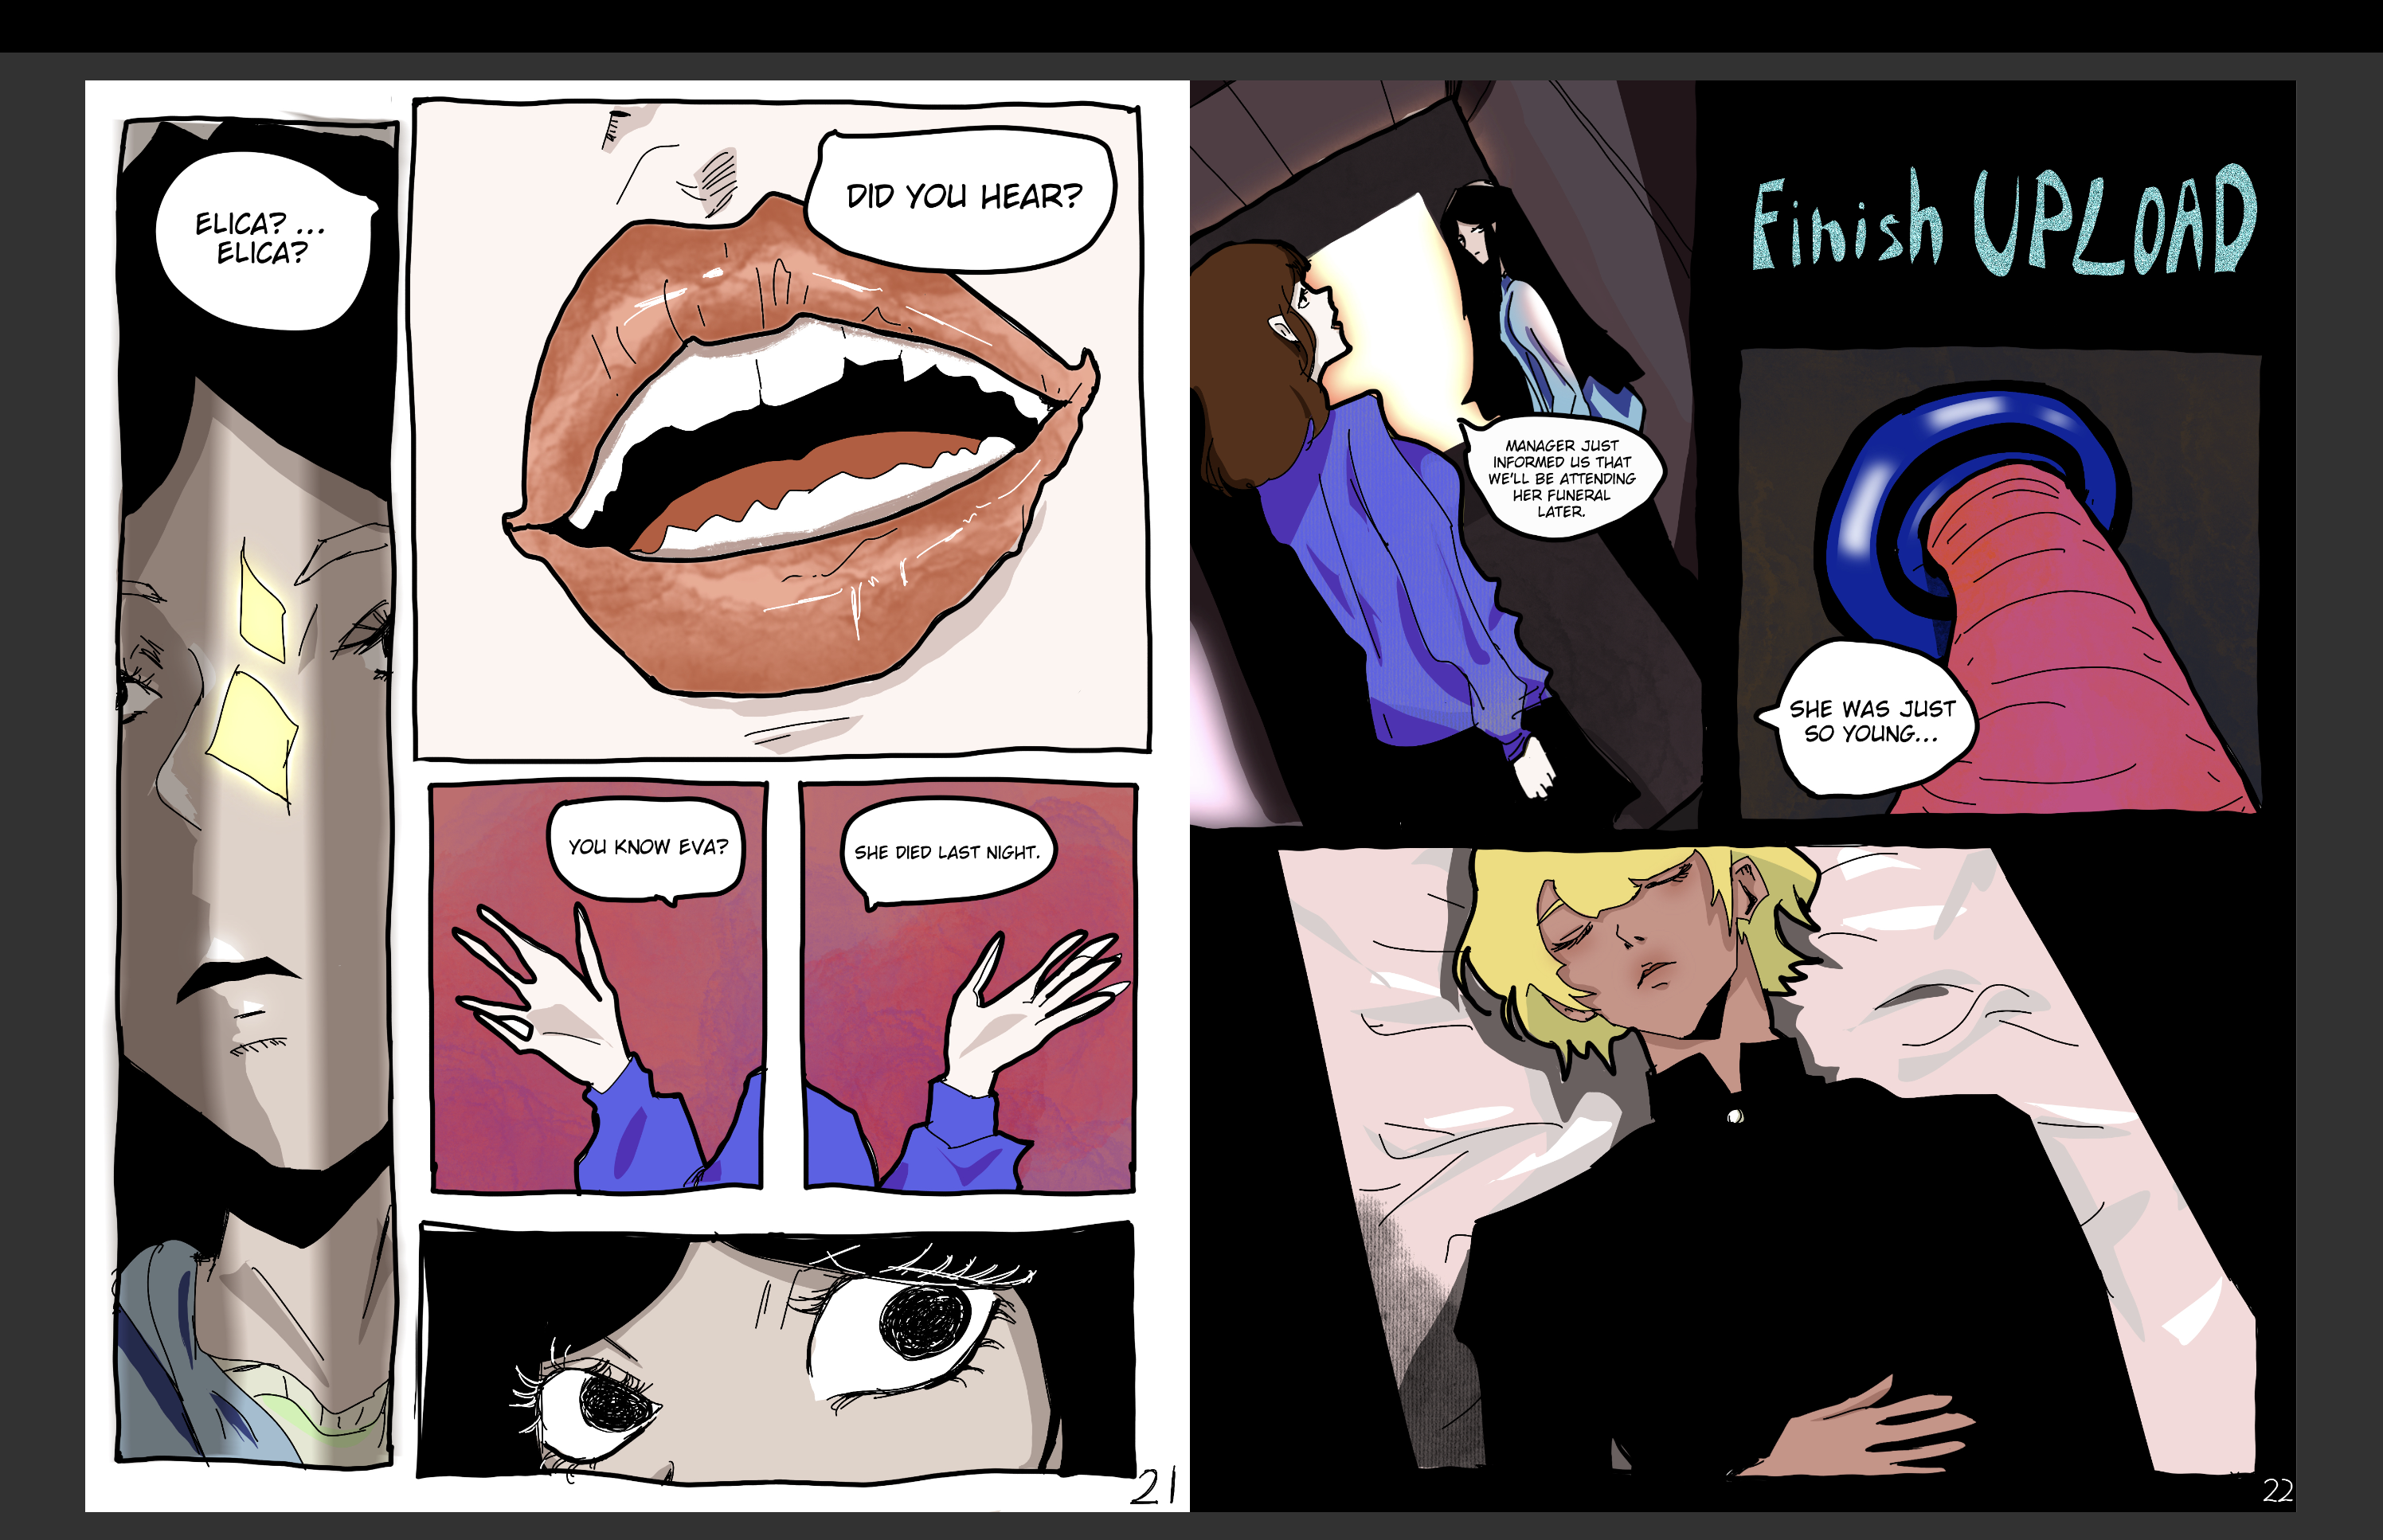 ELICA? ...
ELICA?
DID YOU HEAR?
YOU KNOW EVA?
SHE DIED LAST NIGHT.
21
MANAGER JUST
INFORMED US THAT
WE'LL BE ATTENDING
HER FUNERAL
LATER.
Finish UPLOAD
SHE WAS JUST
SO YOUNG...
22